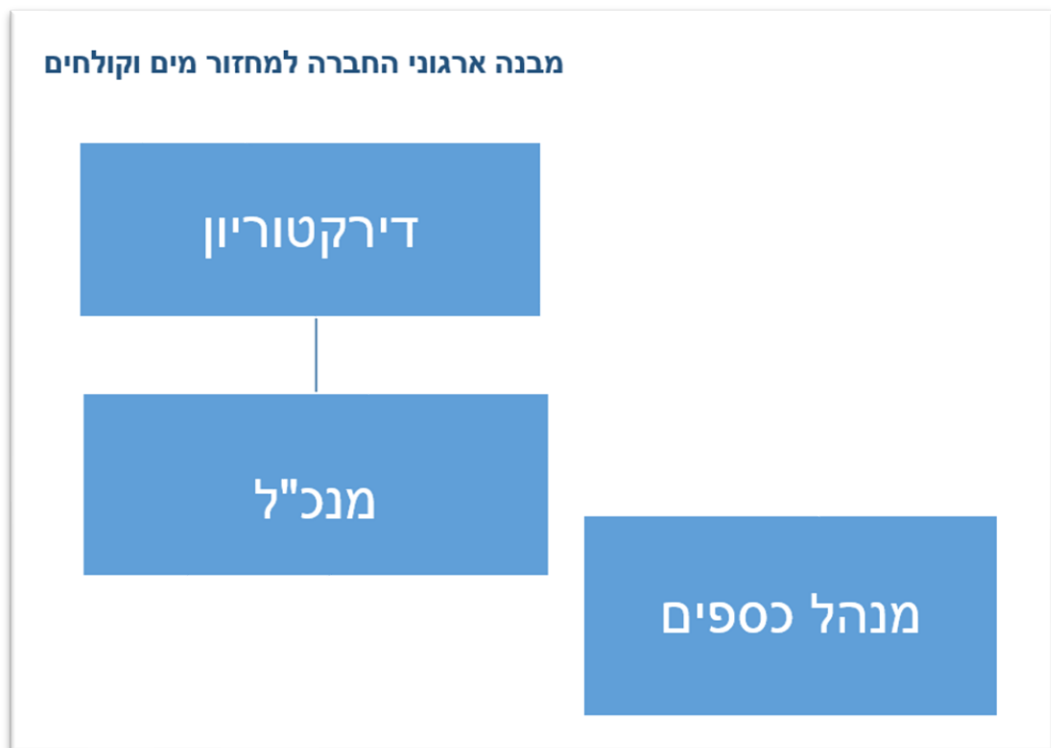 מבנה ארגוני החברה למחזור מים וקולחים
דירקטוריון
מנכ"ל
מנהל כספים